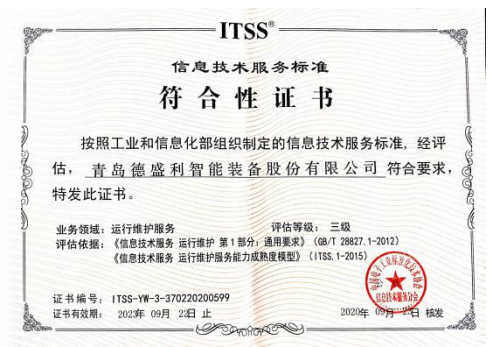 ITSS®
信息技术服务标准
符合性证书
按照工业和信息化部组织制定的信息技术服务标准，经评
估，青岛德盛利智能装备股份有限公司 符合要求，
特发此证书。
业务领域：运行维护服务 评估等级：三级
评估依据：《信息技术服务 运行维护 第1部分：通用要求》（GB/T 28827.1-2012）
《信息技术服务 运行维护服务能力成熟度模型》（ITSS.1-2015）
证书编号：ITSS-YW-3-370220200599
证书有效期：2023年 09月 22日 止
2020年 09月 23日 核发